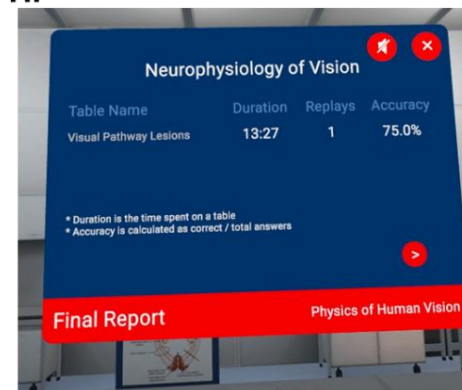 Neurophysiology of Vision
Table Name Duration Replays Accuracy
Visual Pathway Lesions 13:27 1 75.0%
* Duration is the time spent on a table
* Accuracy is calculated as correct / total answers
>
Final Report Physics of Human Vision